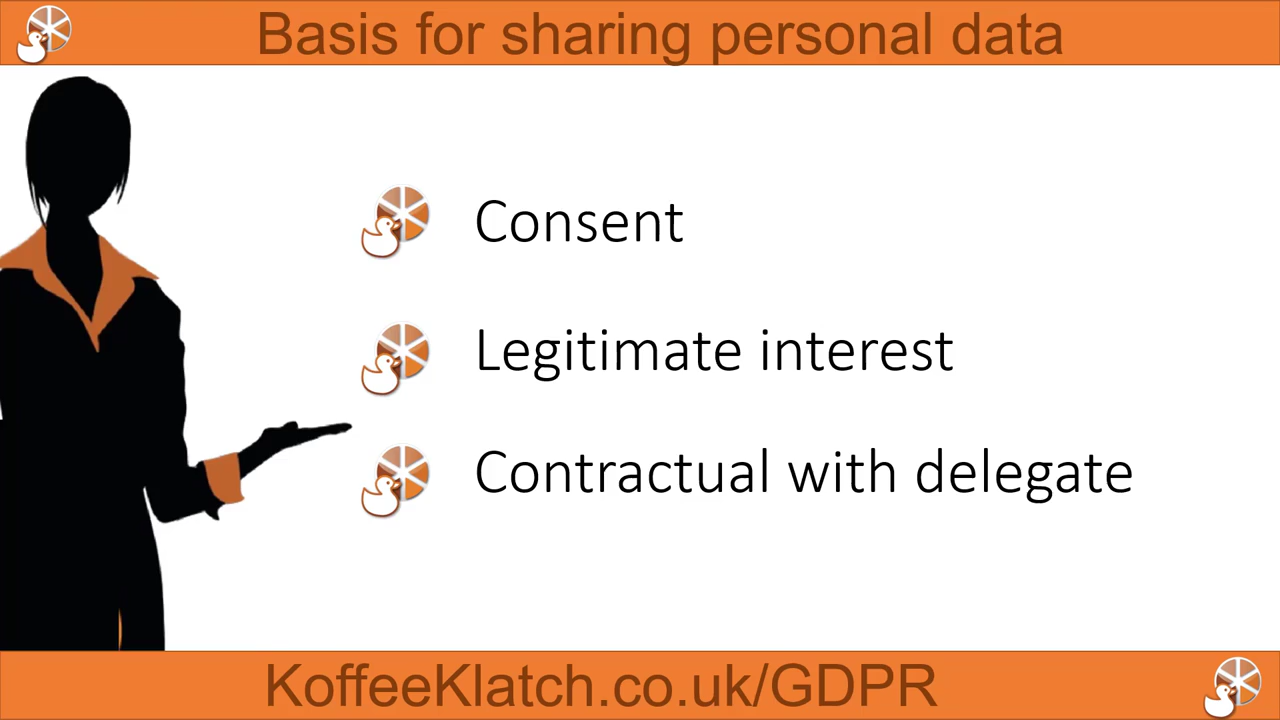 Basis for sharing personal data
Consent
Legitimate interest
Contractual with delegate
KoffeeKlatch.co.uk/GDPR